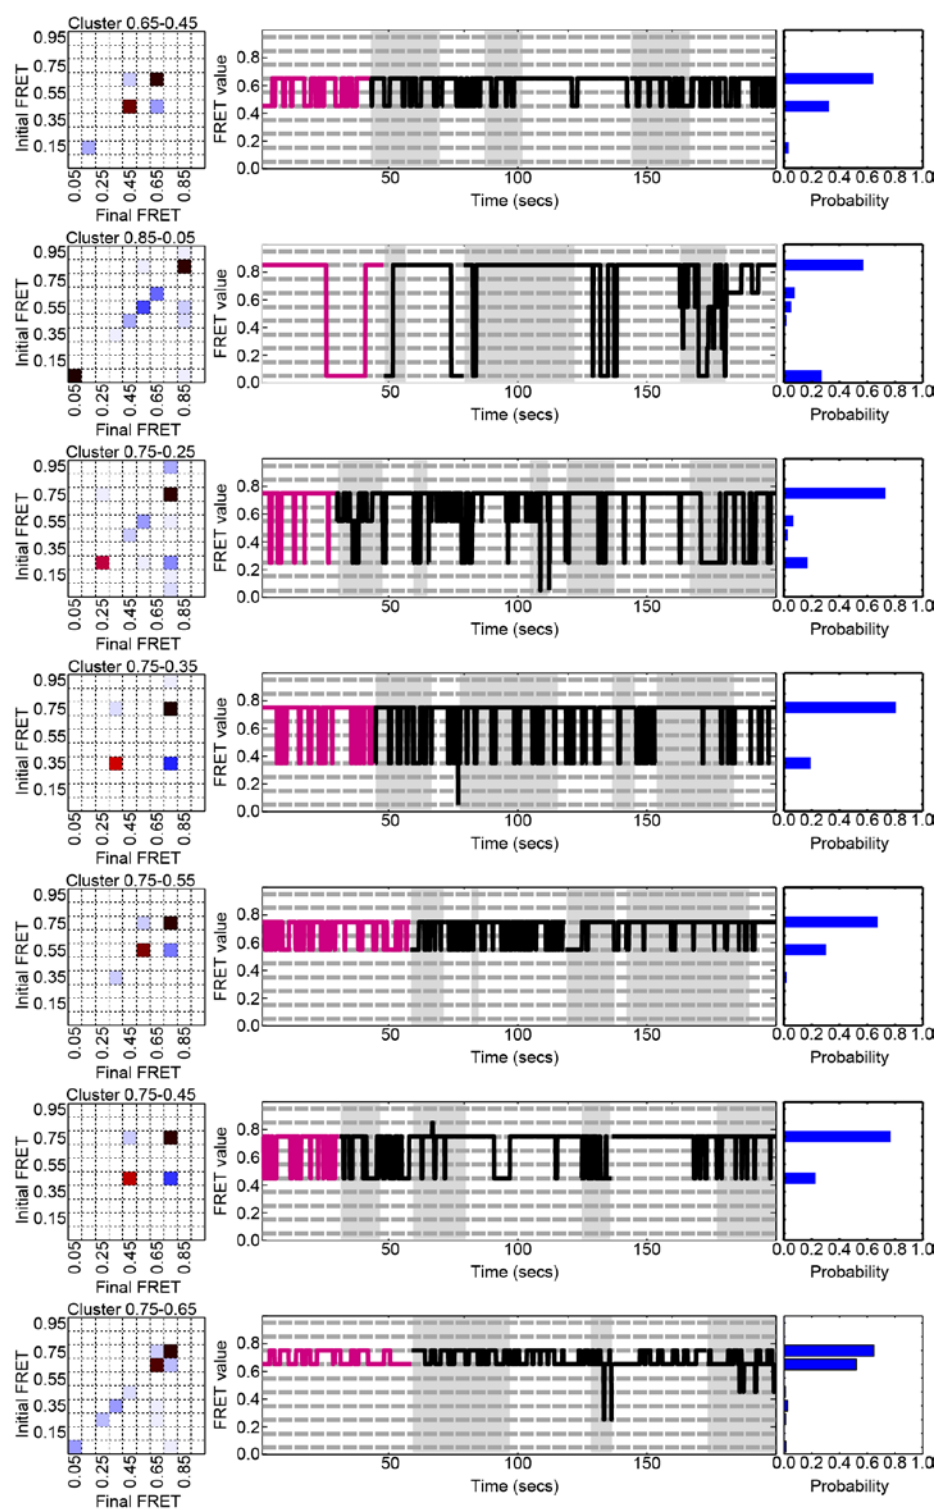 Cluster 0.65-0.45
Initial FRET
0.95
0.75
0.55
0.35
0.15
0.05
0.25
0.45
0.65
0.85
Final FRET
FRET value
0.8
0.6
0.4
0.2
0.0
50 100 150
Time (secs)
0.0 0.2 0.4 0.6 0.8 1.0
Probability
Cluster 0.85-0.05
Initial FRET
0.95
0.75
0.55
0.35
0.15
0.05
0.25
0.45
0.65
0.85
Final FRET
FRET value
0.8
0.6
0.4
0.2
0.0
50 100 150
Time (secs)
0.0 0.2 0.4 0.6 0.8 1.0
Probability
Cluster 0.75-0.25
Initial FRET
0.95
0.75
0.55
0.35
0.15
0.05
0.25
0.45
0.65
0.85
Final FRET
FRET value
0.8
0.6
0.4
0.2
0.0
50 100 150
Time (secs)
0.0 0.2 0.4 0.6 0.8 1.0
Probability
Cluster 0.75-0.35
Initial FRET
0.95
0.75
0.55
0.35
0.15
0.05
0.25
0.45
0.65
0.85
Final FRET
FRET value
0.8
0.6
0.4
0.2
0.0
50 100 150
Time (secs)
0.0 0.2 0.4 0.6 0.8 1.0
Probability
Cluster 0.75-0.55
Initial FRET
0.95
0.75
0.55
0.35
0.15
0.05
0.25
0.45
0.65
0.85
Final FRET
FRET value
0.8
0.6
0.4
0.2
0.0
50 100 150
Time (secs)
0.0 0.2 0.4 0.6 0.8 1.0
Probability
Cluster 0.75-0.45
Initial FRET
0.95
0.75
0.55
0.35
0.15
0.05
0.25
0.45
0.65
0.85
Final FRET
FRET value
0.8
0.6
0.4
0.2
0.0
50 100 150
Time (secs)
0.0 0.2 0.4 0.6 0.8 1.0
Probability
Cluster 0.75-0.65
Initial FRET
0.95
0.75
0.55
0.35
0.15
0.05
0.25
0.45
0.65
0.85
Final FRET
FRET value
0.8
0.6
0.4
0.2
0.0
50 100 150
Time (secs)
0.0 0.2 0.4 0.6 0.8 1.0
Probability